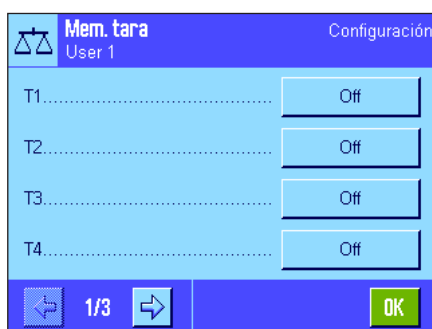 Mem. tara
Configuración
User 1
T1........................................ Off
T2........................................ Off
T3........................................ Off
T4........................................ Off
1/3
OK